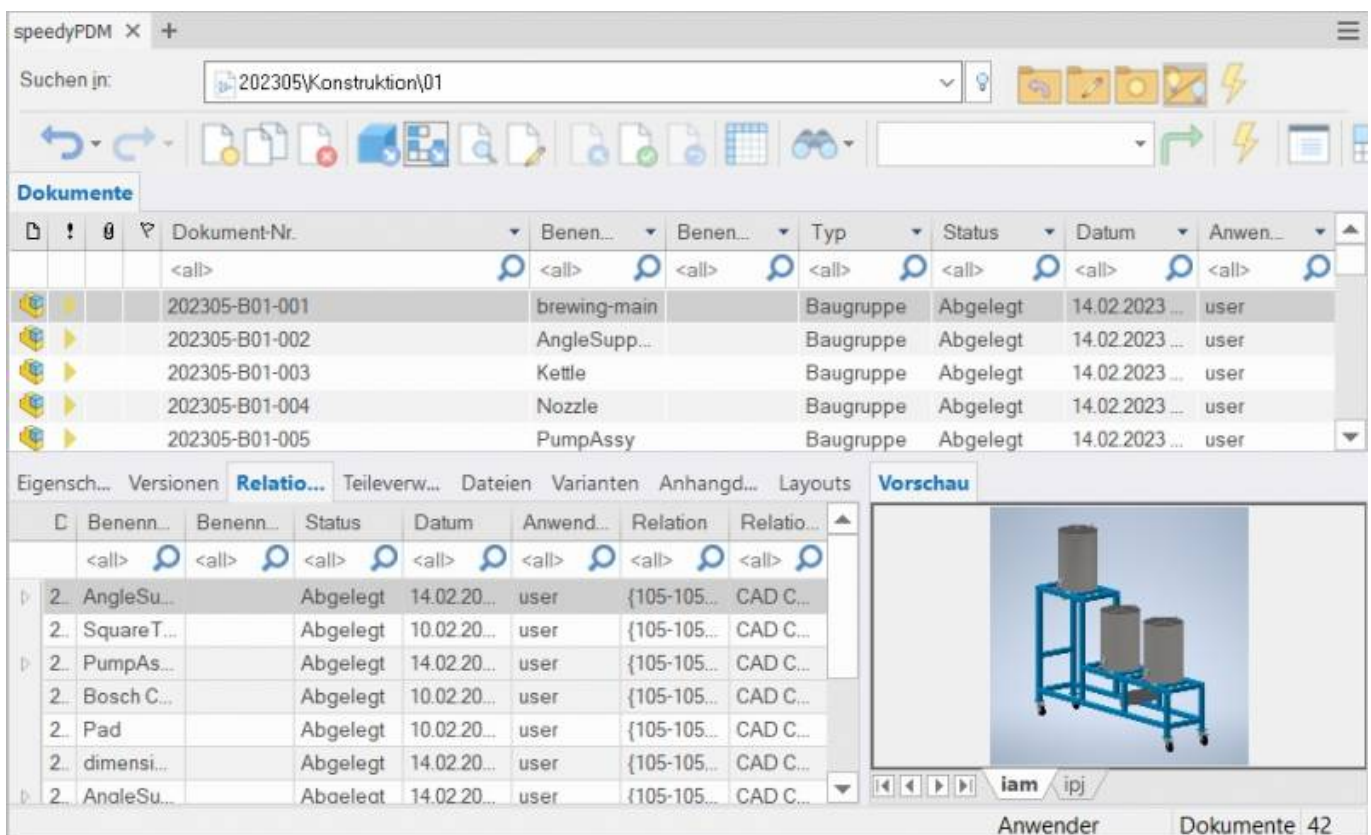 speedyPDM
Suchen in: 202305\Konstruktion\01
Dokumente
Dokument-Nr. Benen... Benen... Typ Status Datum Anwen...
<all> <all> <all> <all> <all> <all> <all>
202305-B01-001 brewing-main Baugruppe Abgelegt 14.02.2023 ... user
202305-B01-002 AngleSupp... Baugruppe Abgelegt 14.02.2023 ... user
202305-B01-003 Kettle Baugruppe Abgelegt 14.02.2023 ... user
202305-B01-004 Nozzle Baugruppe Abgelegt 14.02.2023 ... user
202305-B01-005 PumpAssy Baugruppe Abgelegt 14.02.2023 ... user
Eigensch... Versionen Relatio... Teileverw... Dateien Varianten Anhangd... Layouts Vorschau
Benenn... Benenn... Status Datum Anwend... Relation Relatio...
<all> <all> <all> <all> <all> <all> <all>
2.. AngleSu... Abgelegt 14.02.20... user {105-105... CAD C...
2.. SquareT... Abgelegt 10.02.20... user {105-105... CAD C...
2.. PumpAs... Abgelegt 14.02.20... user {105-105... CAD C...
2.. Bosch C... Abgelegt 10.02.20... user {105-105... CAD C...
2.. Pad Abgelegt 10.02.20... user {105-105... CAD C...
2.. dimensi... Abgelegt 14.02.20... user {105-105... CAD C...
2.. AngleSu... Abgelegt 14.02.20... user {105-105... CAD C...
iam ipj
Anwender Dokumente 42